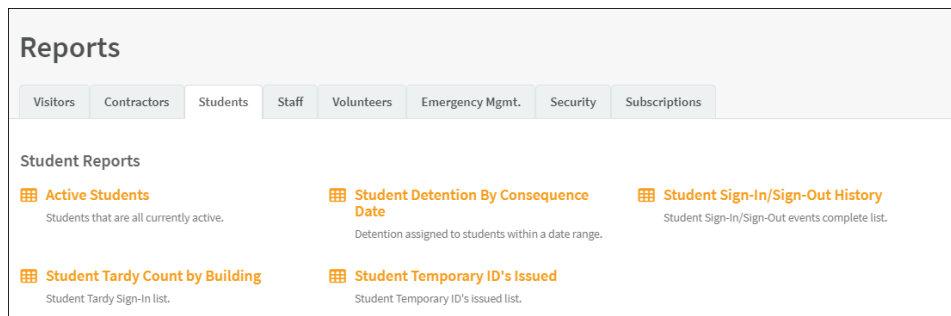 Reports
Visitors
Contractors
Students
Staff
Volunteers
Emergency Mgmt.
Security
Subscriptions
Student Reports
Active Students
Students that are all currently active.
Student Detention By Consequence
Date
Detention assigned to students within a date range.
Student Sign-In/Sign-Out History
Student Sign-In/Sign-Out events complete list.
Student Tardy Count by Building
Student Tardy Sign-In list.
Student Temporary ID's Issued
Student Temporary ID's issued list.